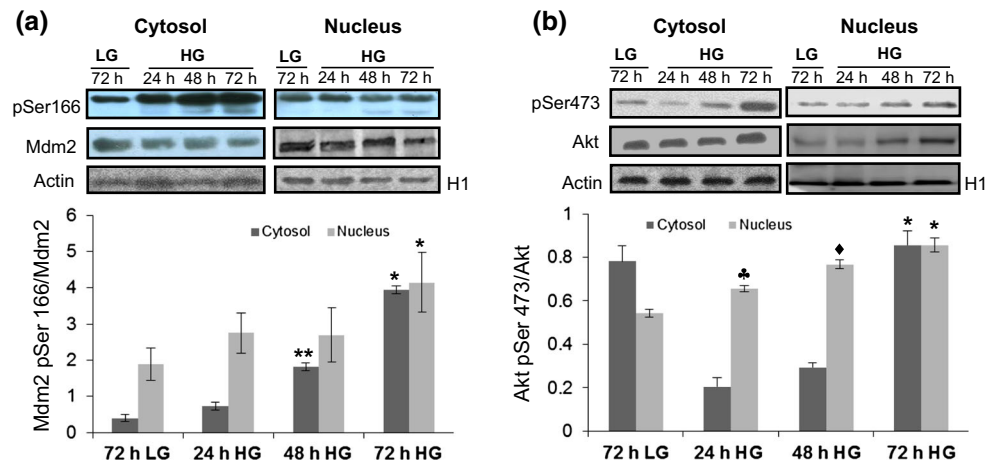 (a)
Cytosol Nucleus
LG HG LG HG
72 h 24 h 48 h 72 h 72 h 24 h 48 h 72 h
pSer166
Mdm2
Actin H1
Mdm2 pSer 166/Mdm2
6
5
4
3
2
1
0
Cytosol Nucleus
** * *
72 h LG 24 h HG 48 h HG 72 h HG
(b)
Cytosol Nucleus
LG HG LG HG
72 h 24 h 48 h 72 h 72 h 24 h 48 h 72 h
pSer473
Akt
Actin H1
Akt pSer 473/Akt
1
0.8
0.6
0.4
0.2
0
Cytosol Nucleus
♣ ♦ * *
72 h LG 24 h HG 48 h HG 72 h HG